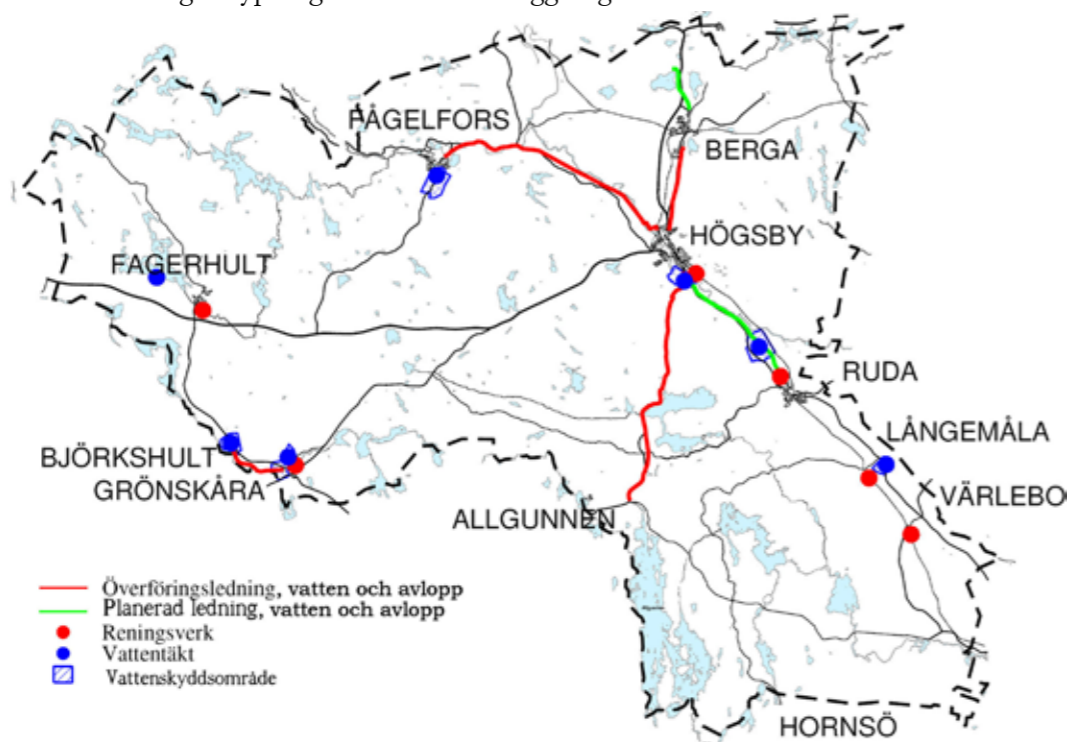 FÅGELFORS
BERGA
HÖGSBY
FAGERHULT
RUDA
LÅNGEMÅLA
BJÖRKSHULT
GRÖNSKÅRA
VÄRLEBO
ALLGUNNEN
Överföringsledning, vatten och avlopp
Planerad ledning, vatten och avlopp
Reningsverk
Vattentäkt
Vattenskyddsområde
HORNSÖ